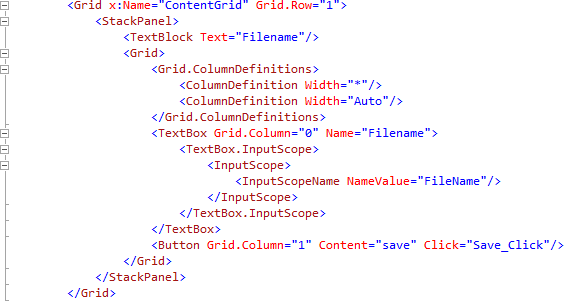 <Grid x:Name="ContentGrid" Grid.Row="1">
<StackPanel>
<TextBlock Text="Filename"/>
<Grid>
<Grid.ColumnDefinitions>
<ColumnDefinition Width="*"/>
<ColumnDefinition Width="Auto"/>
</Grid.ColumnDefinitions>
<TextBox Grid.Column="0" Name="Filename">
<TextBox.InputScope>
<InputScope>
<InputScopeName NameValue="FileName"/>
</InputScope>
</TextBox.InputScope>
</TextBox>
<Button Grid.Column="1" Content="save" Click="Save_Click"/>
</Grid>
</StackPanel>
</Grid>